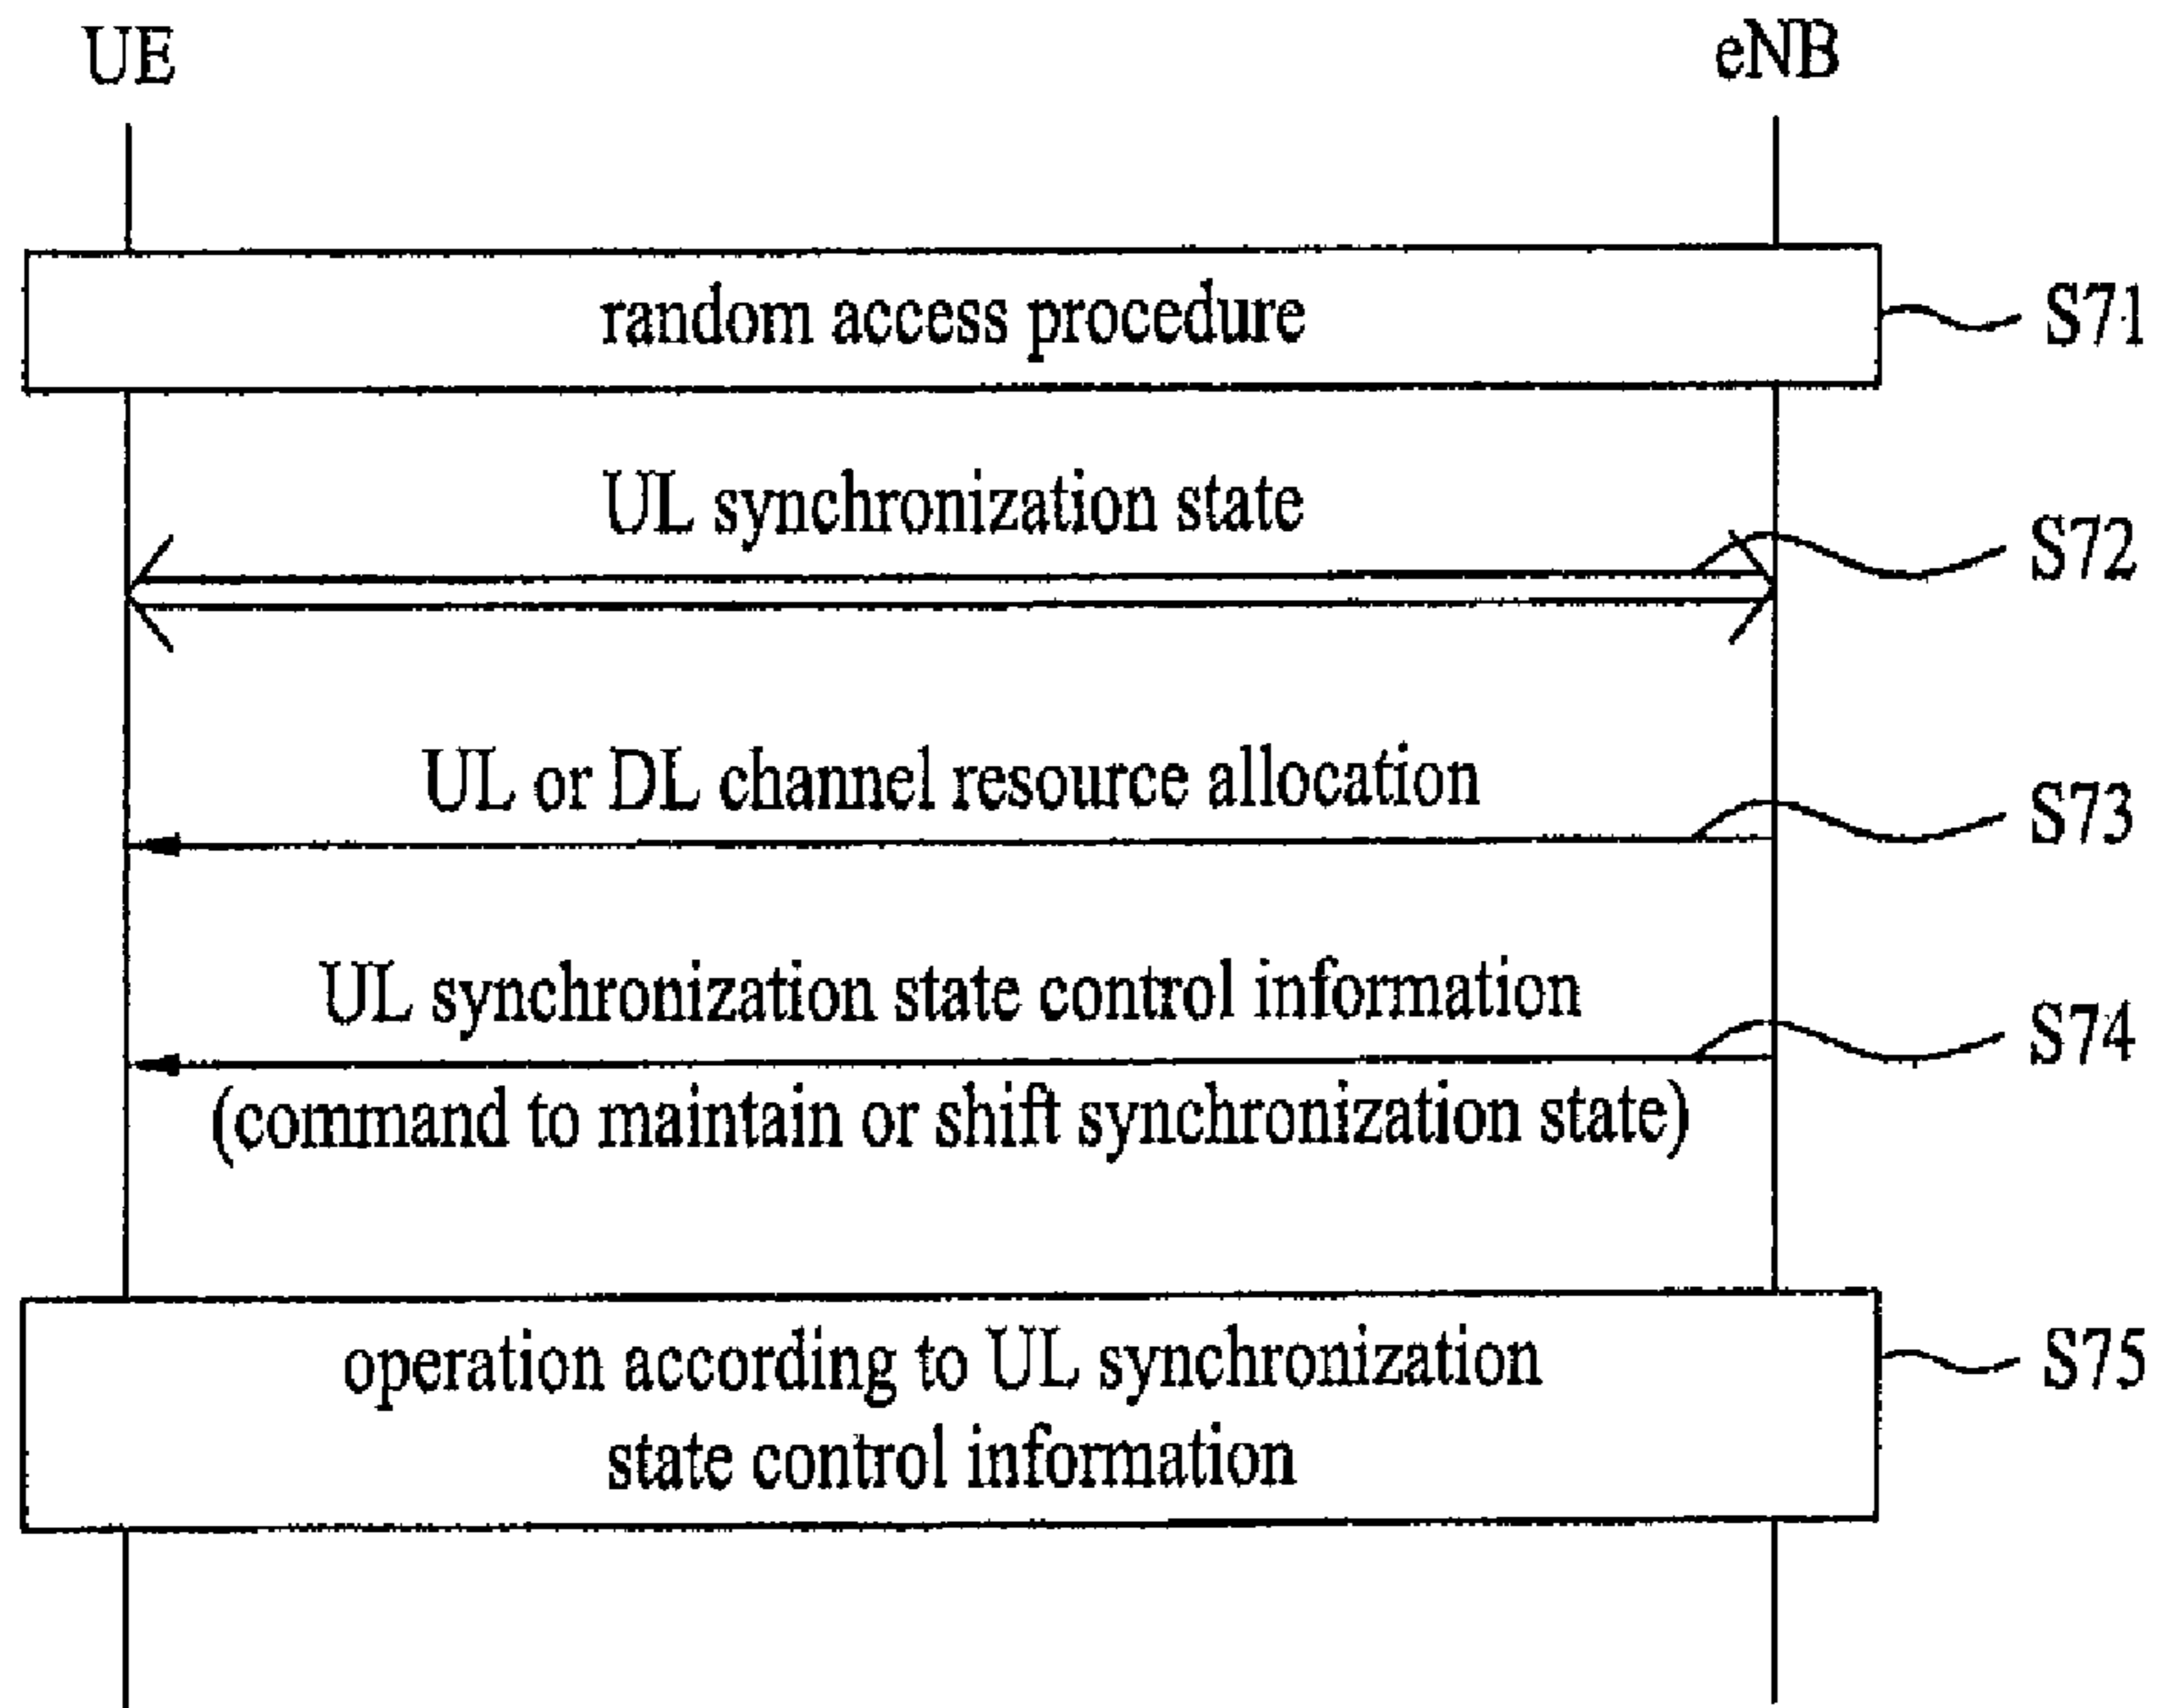 UE
eNB
random access procedure
S71
UL synchronization state
S72
UL or DL channel resource allocation
S73
UL synchronization state control information
S74
(command to maintain or shift synchronization state)
operation according to UL synchronization
state control information
S75